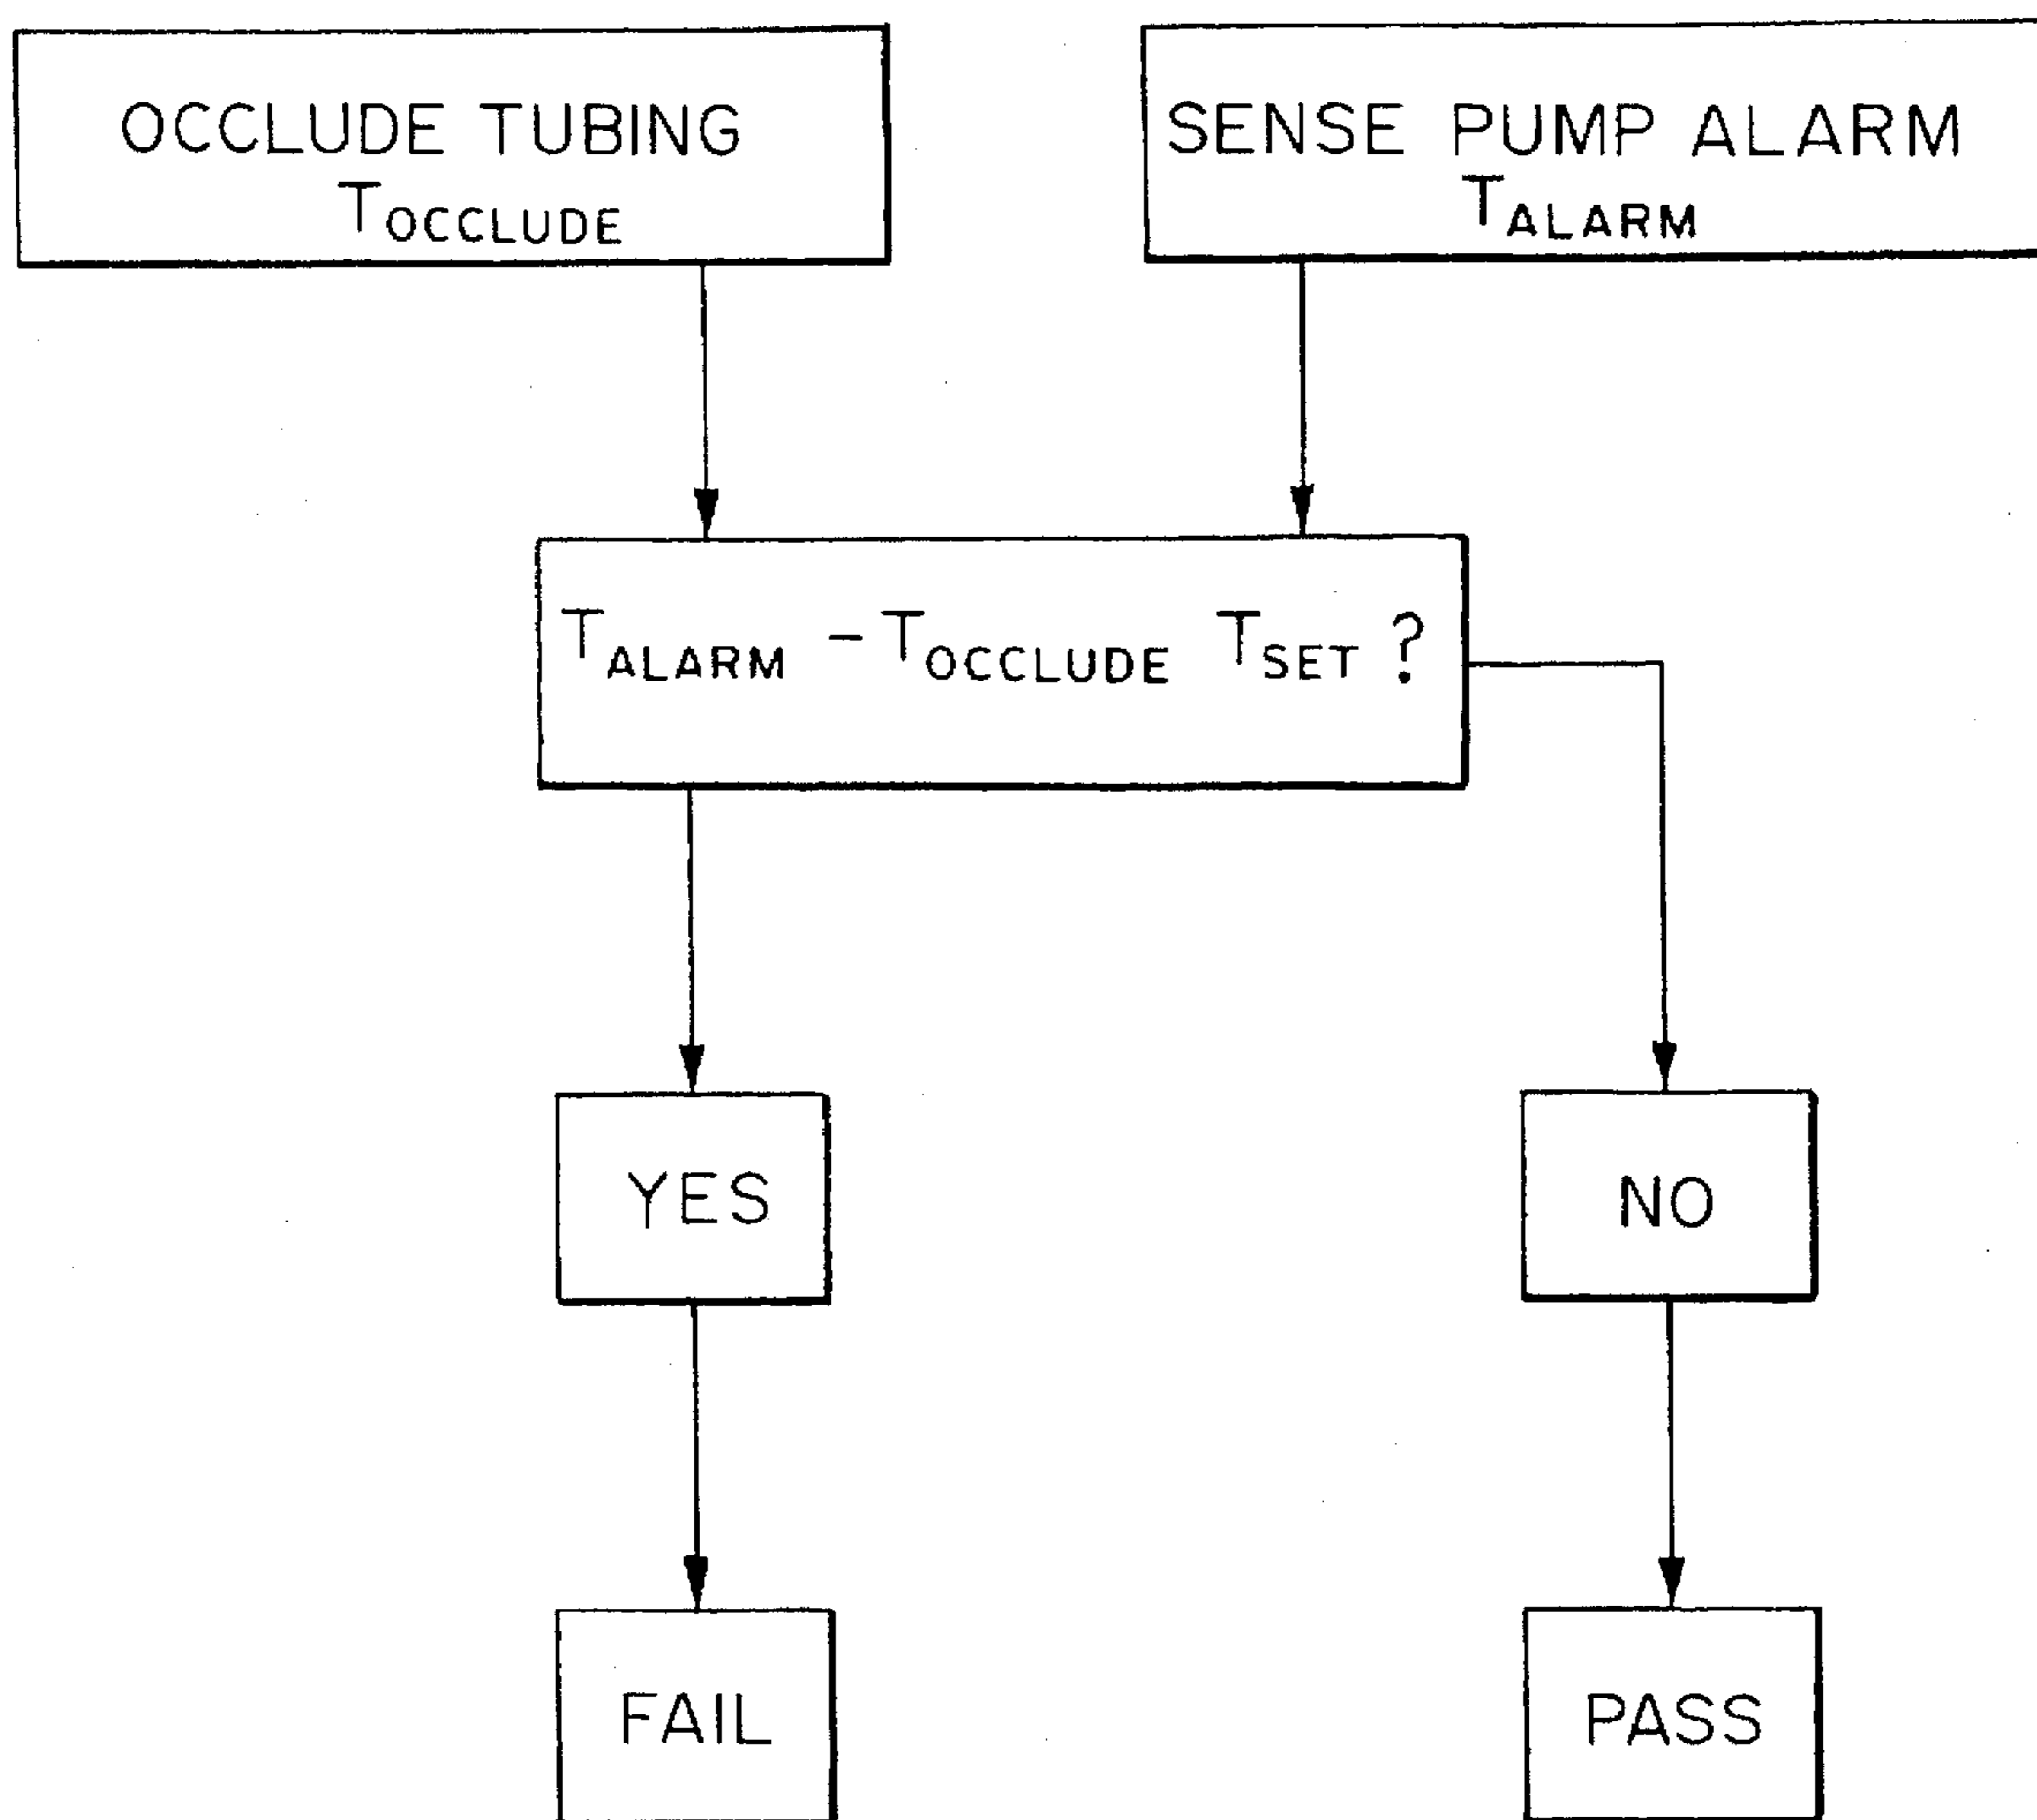 OCCLUDE TUBING
TOCCLUDE
SENSE PUMP ALARM
TALARM
TALARM - TOCCLUDE TSET ?
YES
NO
FAIL
PASS